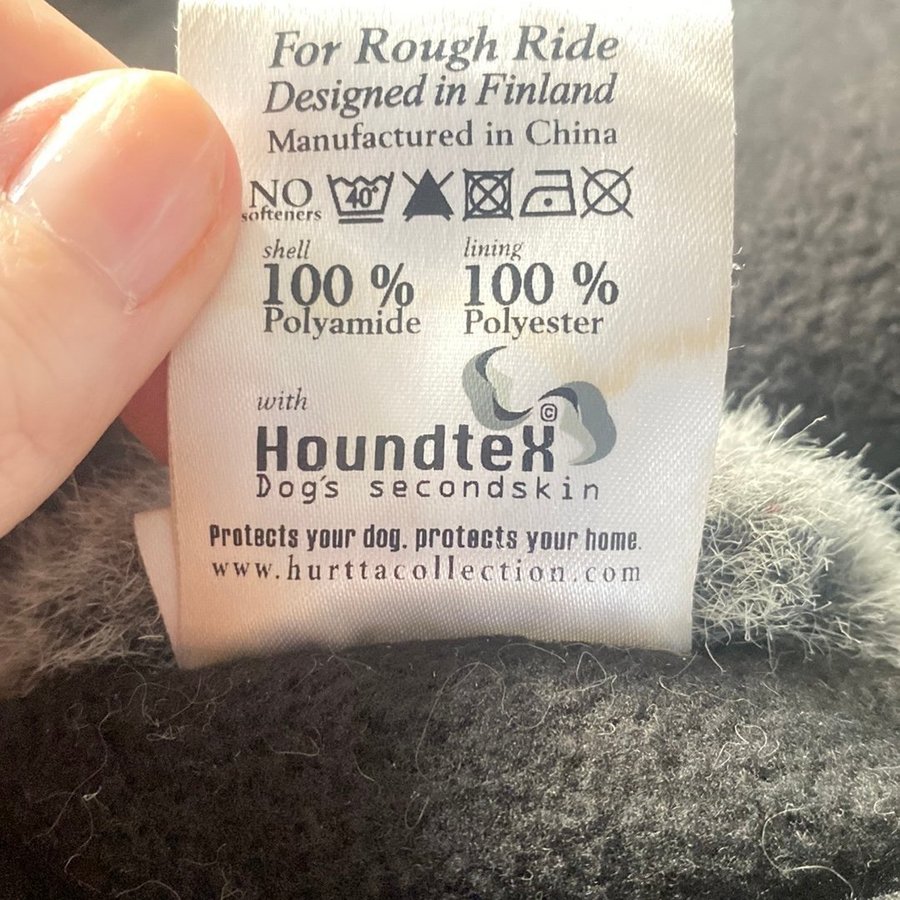 For Rough Ride
Designed in Finland
Manufactured in China
NO 40°
softeners
shell lining
100 % 100 %
Polyamide Polyester
with ©
Houndtex
Dog's secondskin
Protects your dog. protects your home.
www.hurttacollection.com